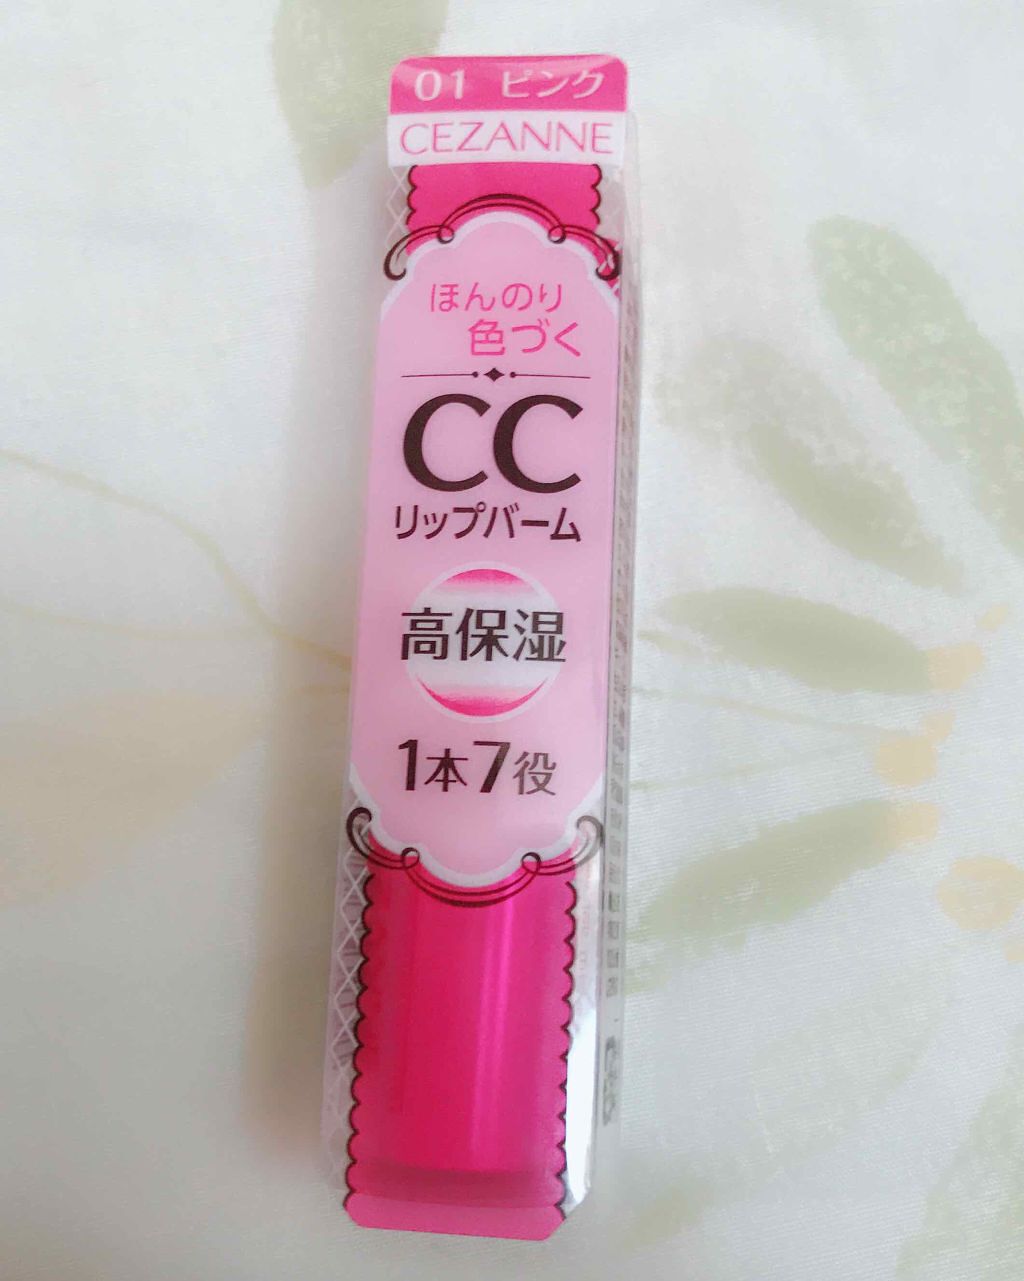 01 ピンク
CEZANNE
ほんのり
色づく
CC
リップバーム
高保湿
1本7役